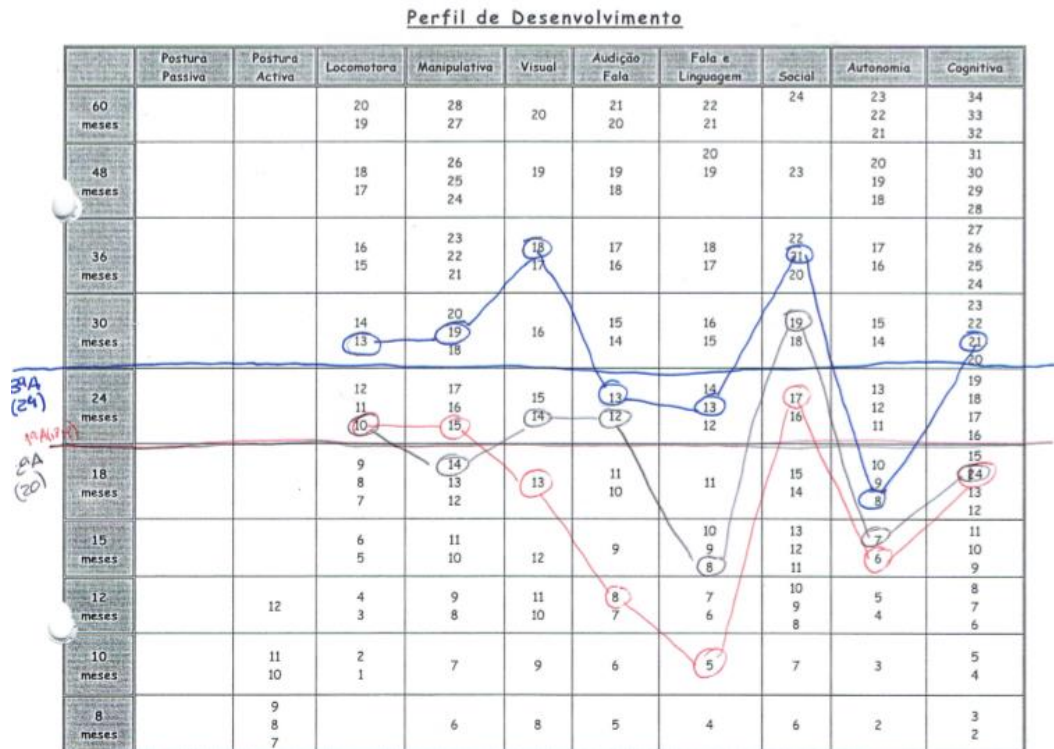 Perfil de Desenvolvimento
Postura Passiva Postura Activa Locomotora Manipulativa Visual Audição Fala Fala e Linguagem Social Autonomia Cognitiva
60 meses
20 19
28 27
20
21 20
22 21
24
23 22 21
34 33 32
48 meses
18 17
26 25 24
19
19 18
20 19
23
20 19 18
31 30 29 28
36 meses
16 15
23 22 21
18 17
17 16
18 17
22 21 20
17 16
27 26 25 24
30 meses
14 13
20 19 18
16
15 14
16 15
19 18
15 14
23 22 21 20
3ªA
(24)
24 meses
12 11 10
17 16 15
15 14
13 12
14 13 12
17 16
13 12 11
19 18 17 16
2ªA
(20)
18 meses
9 8 7
14 13 12
13
11 10
11
15 14
10 9 8
15 14 13 12
15 meses
6 5
11 10
12
9
10 9 8
13 12 11
7 6
11 10 9
12 meses
12
4 3
9 8
11 10
8 7
7 6
10 9 8
5 4
8 7 6
10 meses
11 10
2 1
7
9
6
5
7
3
5 4
8 meses
9 8 7
6
8
5
4
6
2
3 2